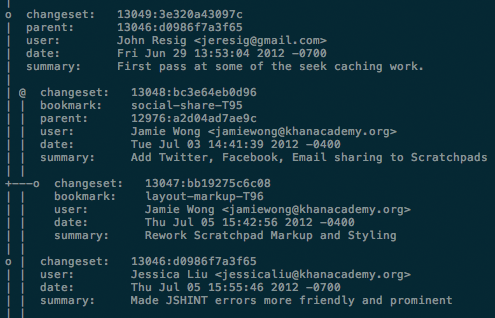 o  changeset:   13049:3e320a43097c
|  parent:      13046:d0986f7a3f65
|  user:        John Resig <jeresig@gmail.com>
|  date:        Fri Jun 29 13:53:04 2012 -0700
|  summary:     First pass at some of the seek caching work.
|
| @  changeset:   13048:bc3e64eb0d96
| |  bookmark:    social-share-T95
| |  parent:      12976:a2d04ad7ae9c
| |  user:        Jamie Wong <jamiewong@khanacademy.org>
| |  date:        Tue Jul 03 14:41:39 2012 -0400
| |  summary:     Add Twitter, Facebook, Email sharing to Scratchpads
| |
+---o  changeset:   13047:bb19275c6c08
| |    bookmark:    layout-markup-T96
| |    user:        Jamie Wong <jamiewong@khanacademy.org>
| |    date:        Thu Jul 05 15:42:56 2012 -0400
| |    summary:     Rework Scratchpad Markup and Styling
| |
o |  changeset:   13046:d0986f7a3f65
| |  user:        Jessica Liu <jessicaliu@khanacademy.org>
| |  date:        Thu Jul 05 15:55:46 2012 -0700
| |  summary:     Made JSHINT errors more friendly and prominent
| |